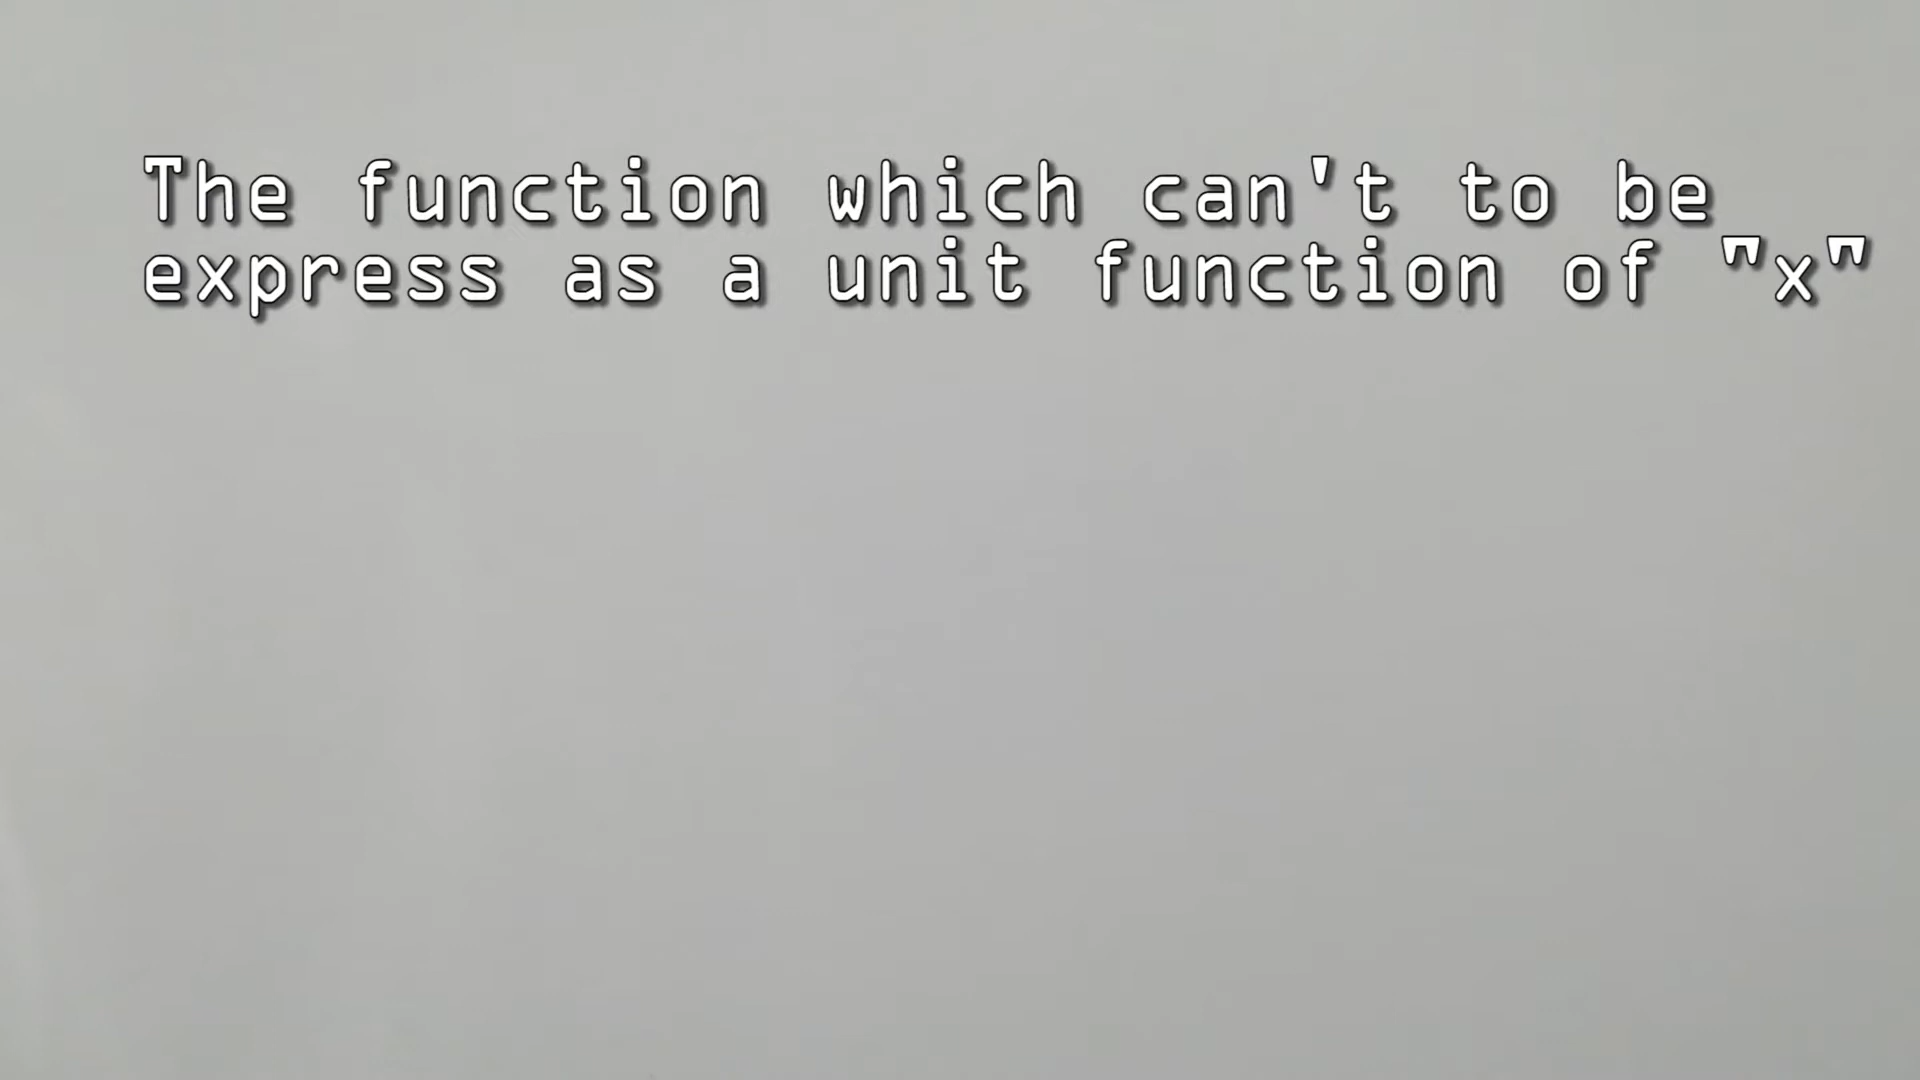 The function which can't to be
express as a unit function of "x"